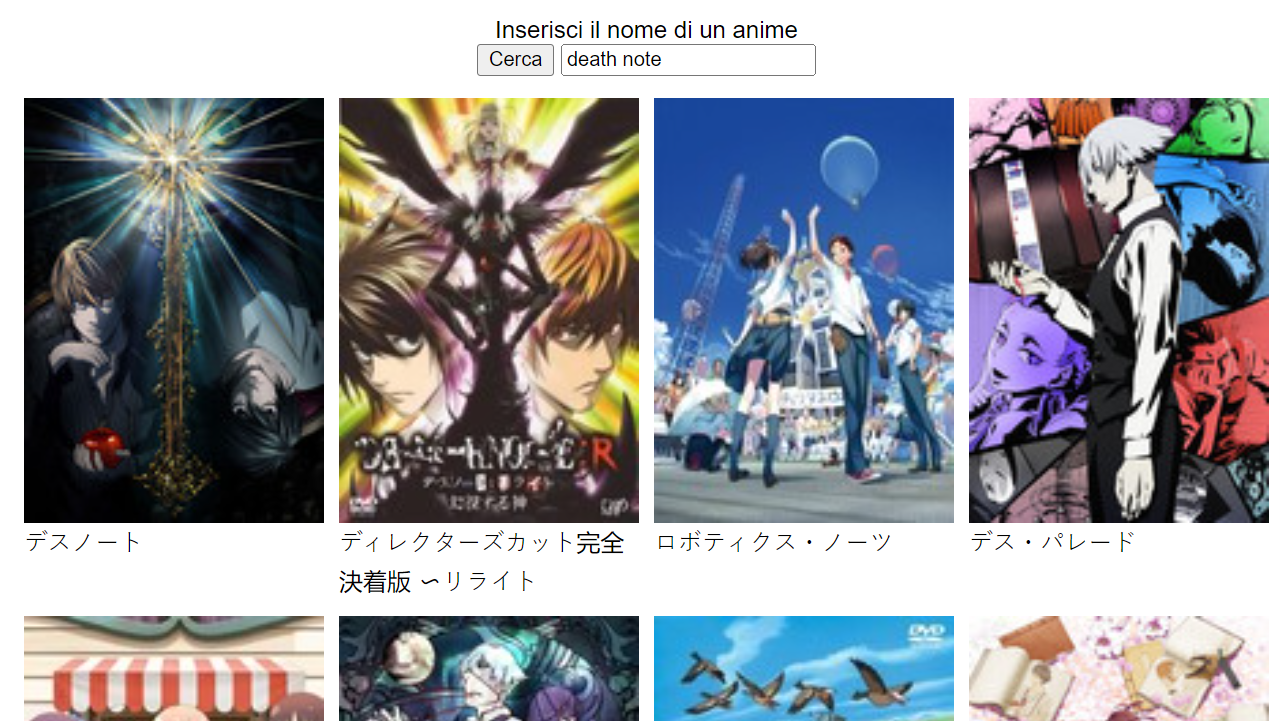 Inserisci il nome di un anime
Cerca
death note
デスノート
ディレクターズカット完全
決着版 〜リライト
ロボティクス・ノーツ
デス・パレード
DVD